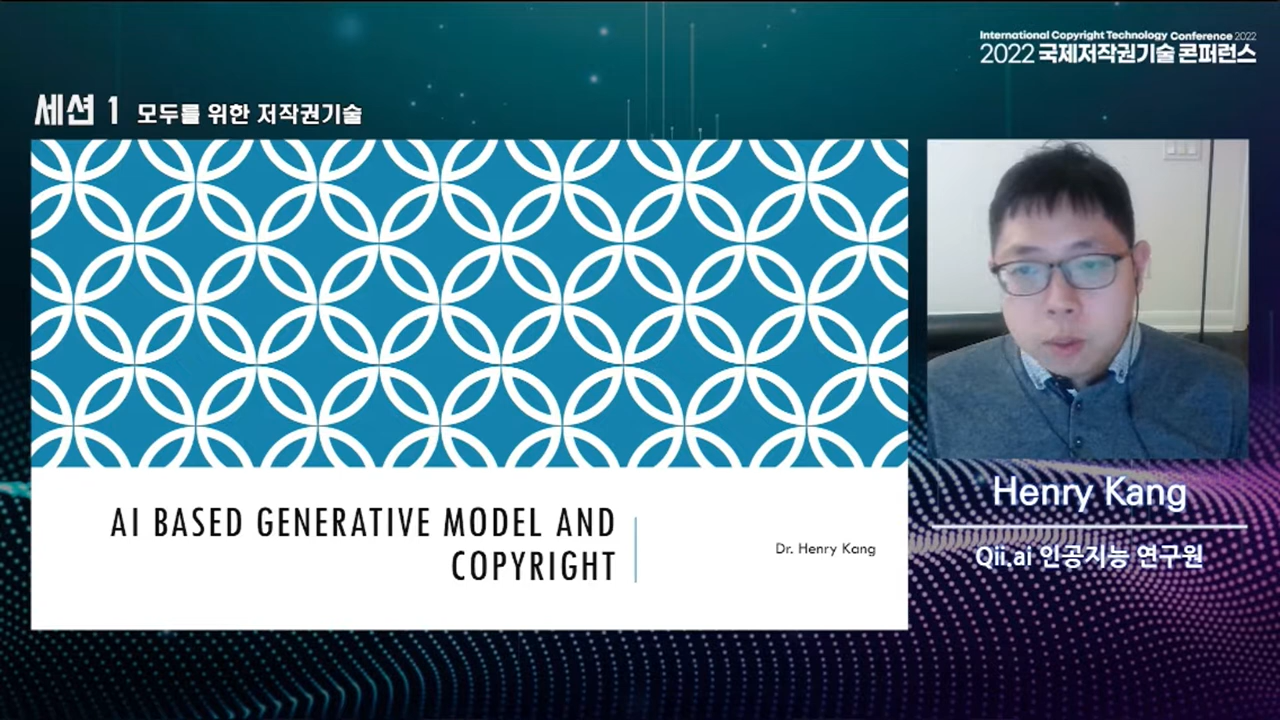 International Copyright Technology Conference 2022
2022 국제저작권기술 콘퍼런스
세션 1 모두를 위한 저작권기술
AI BASED GENERATIVE MODEL AND
COPYRIGHT
Dr. Henry Kang
Henry Kang
Qii.ai 인공지능 연구원